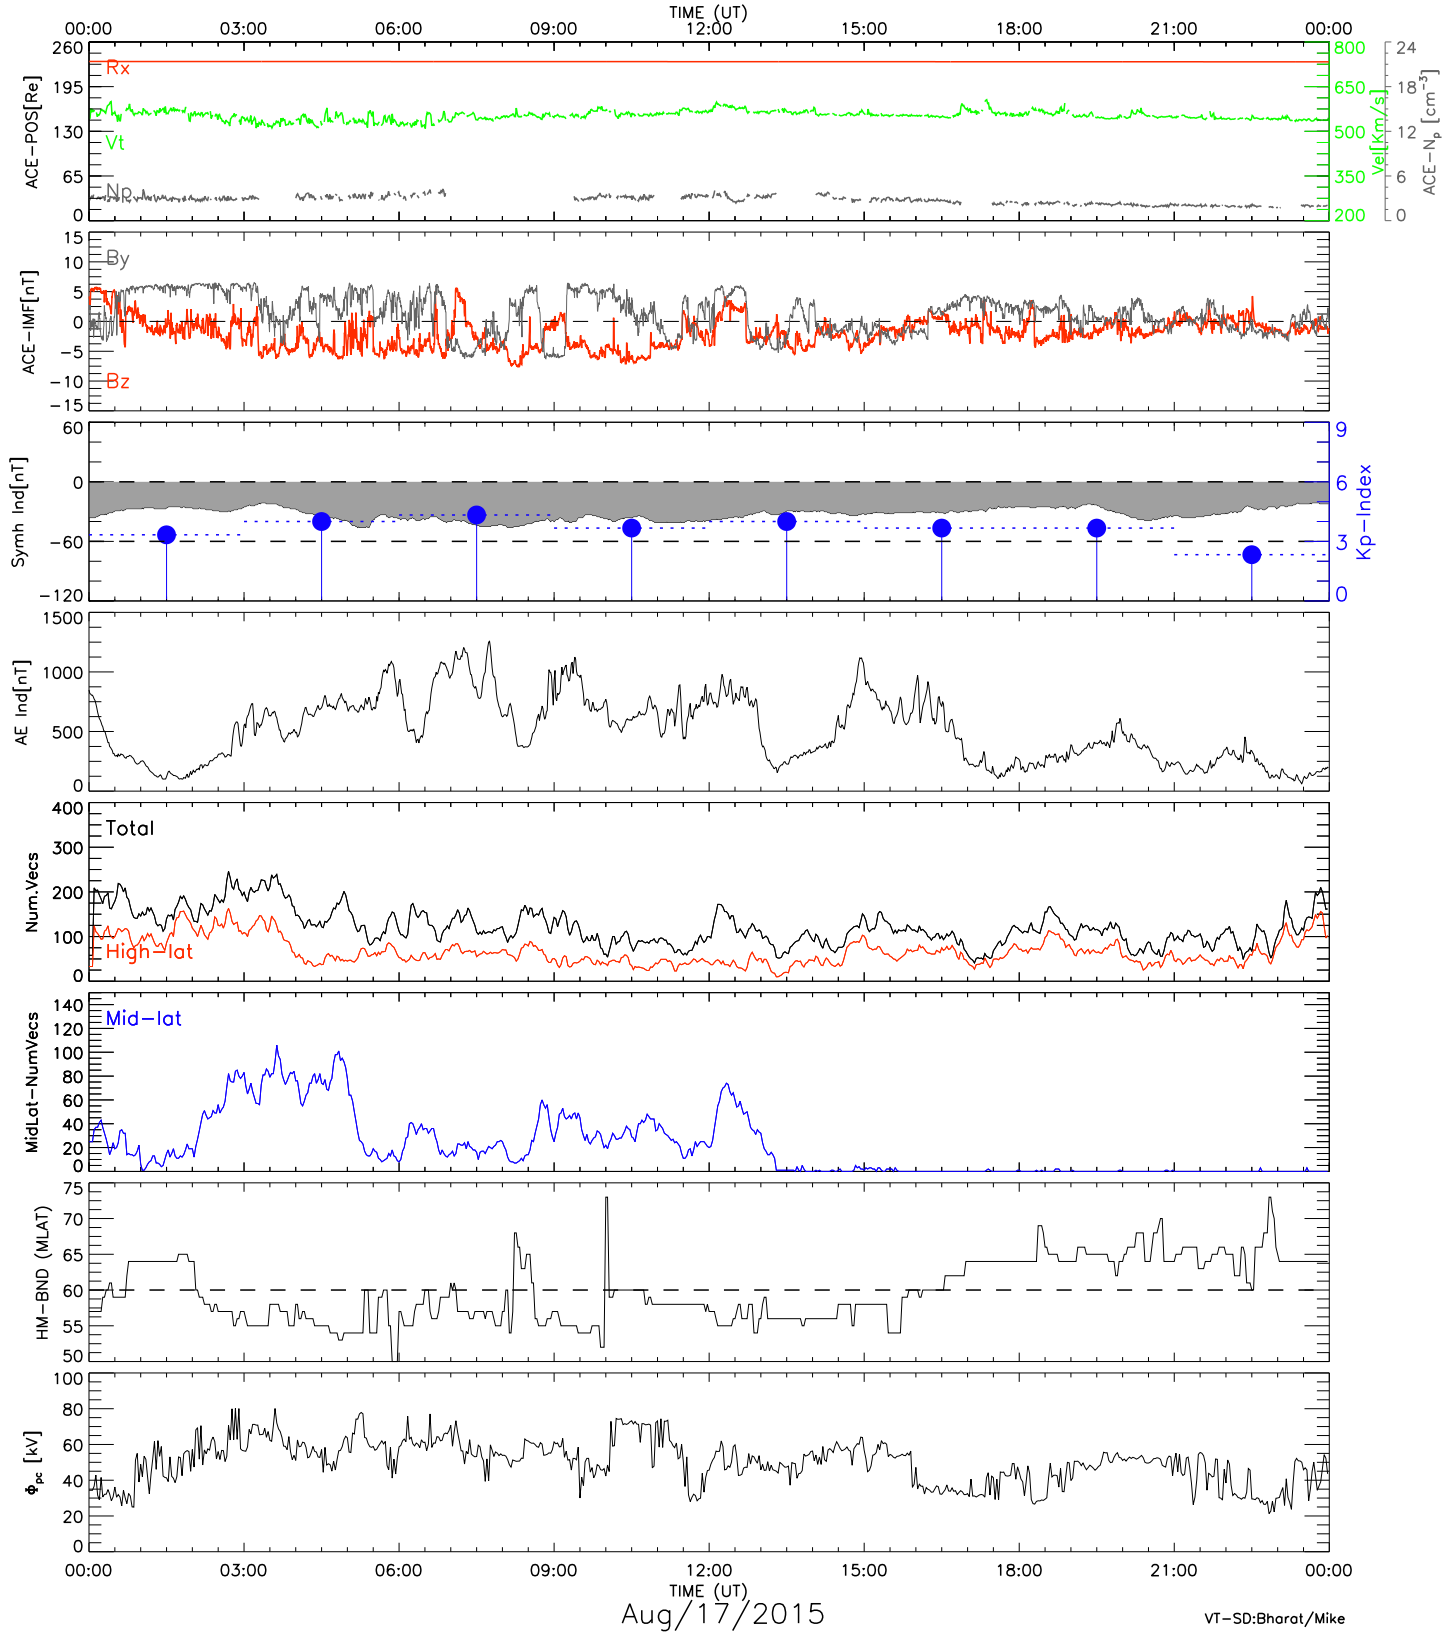 TIME (UT)
00:00 03:00 06:00 09:00 12:00 15:00 18:00 21:00 00:00
260 195 130 65 0
ACE-POS[Re]
Rx
Vt
Np
800 650 500 350 200
Vel[Km/s]
24 18 12 6 0
ACE-Np [cm-3]
15 10 5 0 -5 -10 -15
ACE-IMF[nT]
By
Bz
60 0 -60 -120
Symh Ind[nT]
9 6 3 0
Kp-Index
1500 1000 500 0
AE Ind[nT]
400 300 200 100 0
Num.Vecs
Total
High-lat
140 120 100 80 60 40 20 0
MidLat-NumVecs
Mid-lat
75 70 65 60 55 50
HM-BND (MLAT)
100 80 60 40 20 0
Φpc [kV]
00:00 03:00 06:00 09:00 12:00 15:00 18:00 21:00 00:00
TIME (UT)
Aug/17/2015
VT-SD:Bharat/Mike